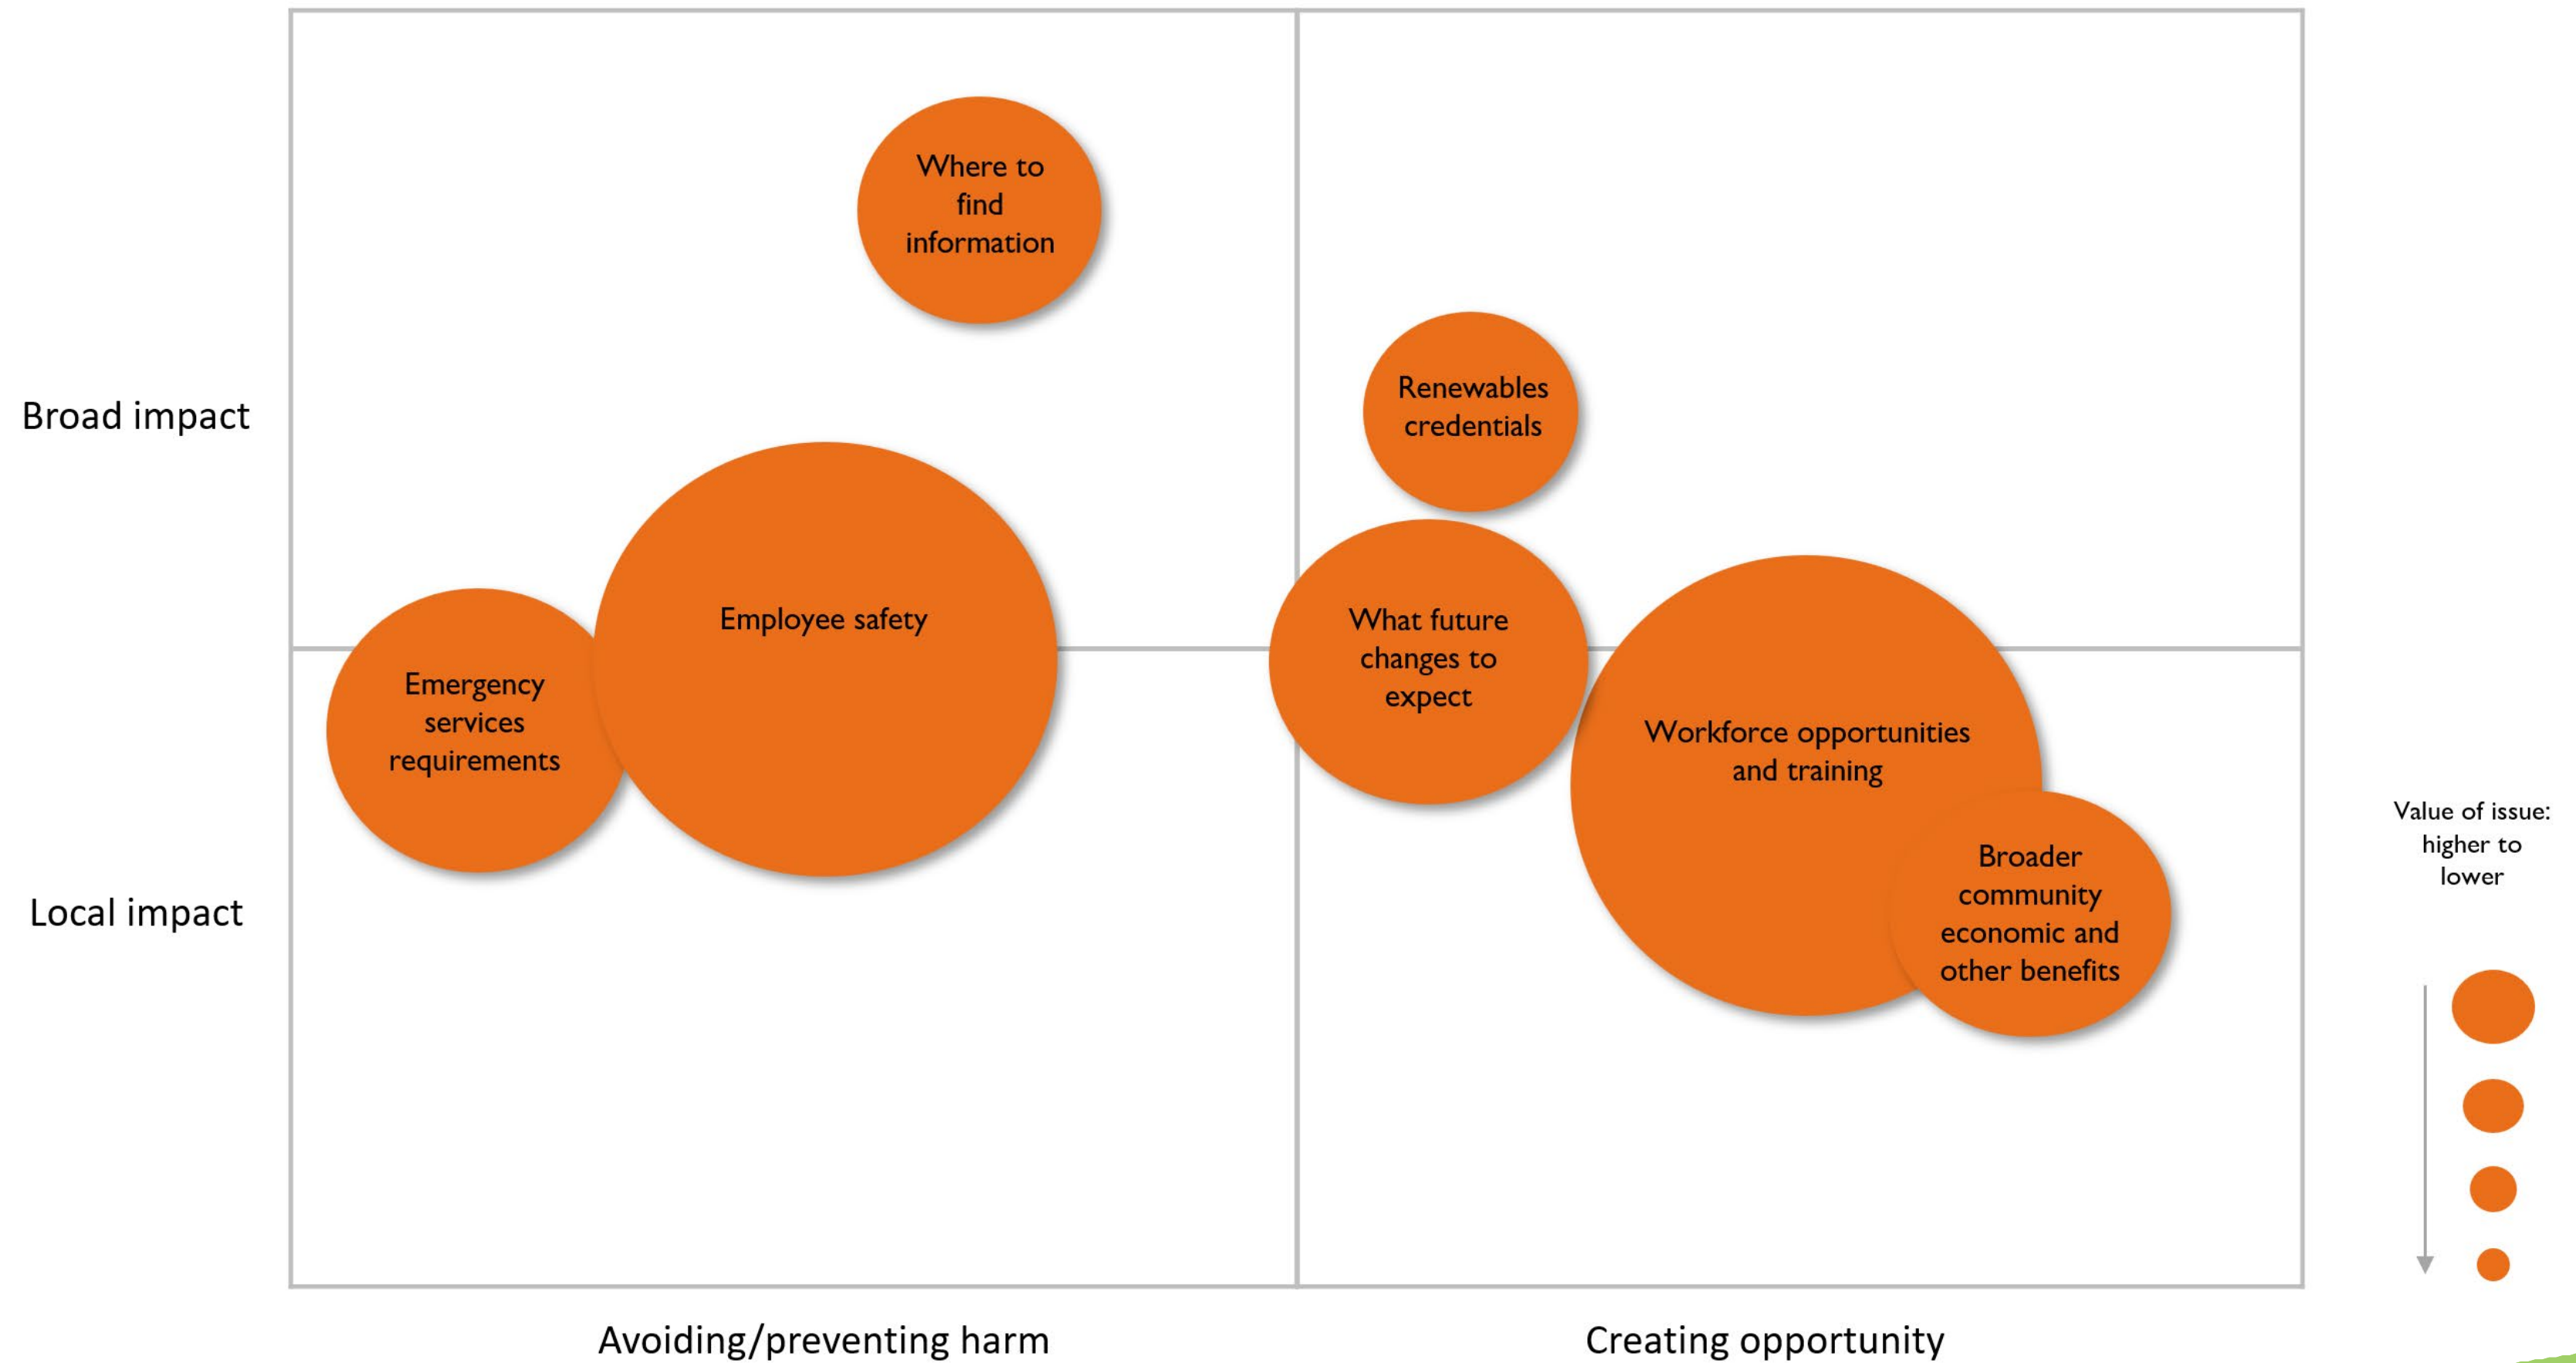 Where to
find
information
Renewables
credentials
Broad impact
Employee safety
What future
changes to
expect
Emergency
services
requirements
Workforce opportunities
and training
Value of issue:
higher to
lower
Broader
community
economic and
other benefits
Local impact
Avoiding/preventing harm
Creating opportunity